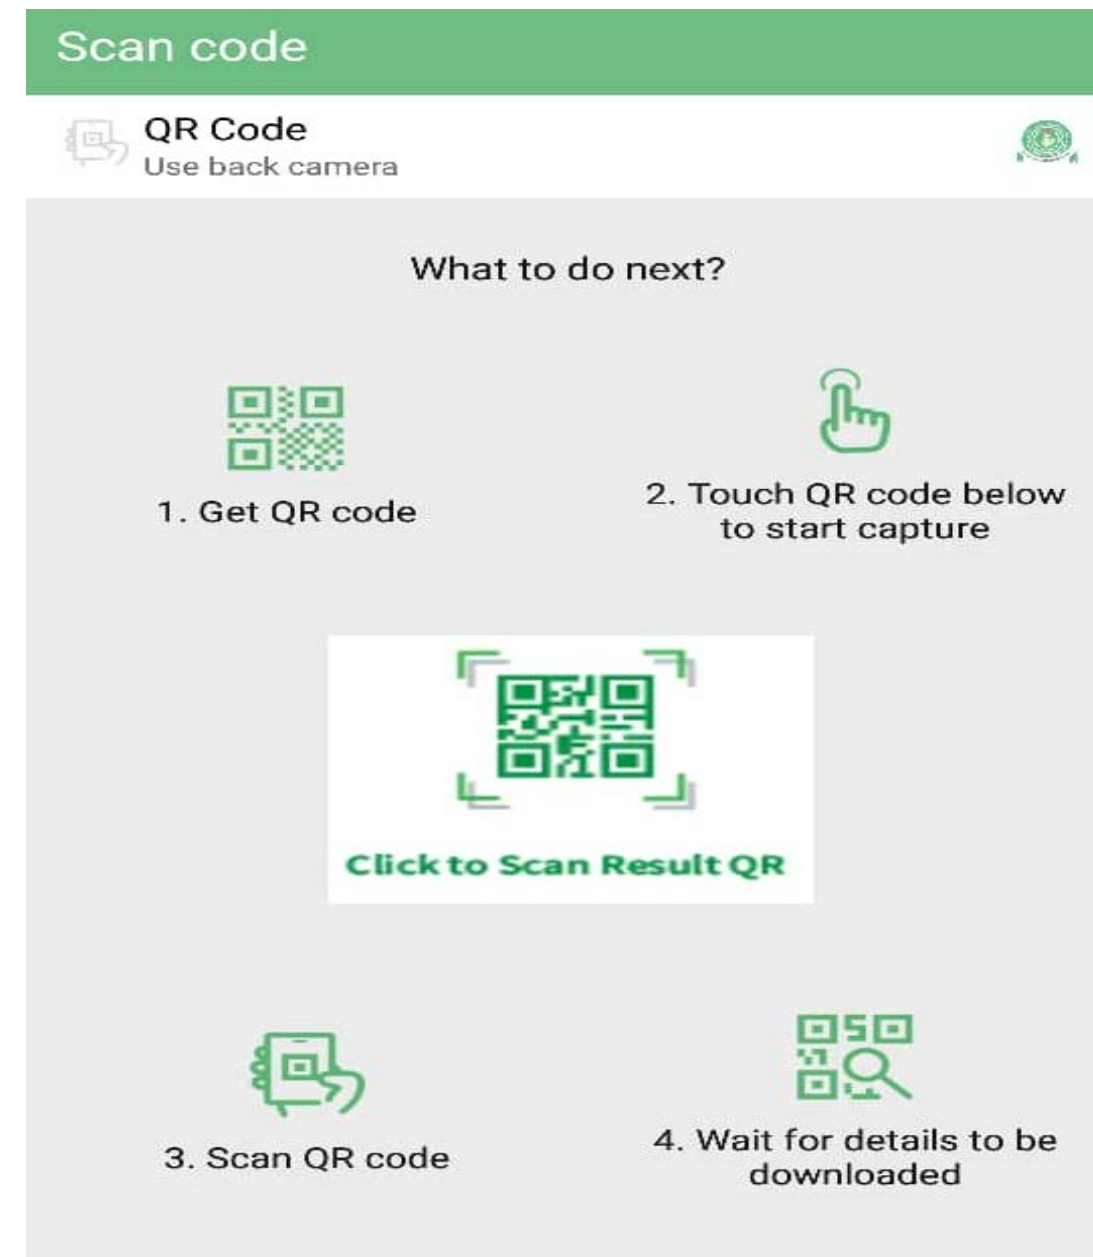 Scan code
QR Code
Use back camera
What to do next?
1. Get QR code
2. Touch QR code below
to start capture
Click to Scan Result QR
3. Scan QR code
4. Wait for details to be
downloaded